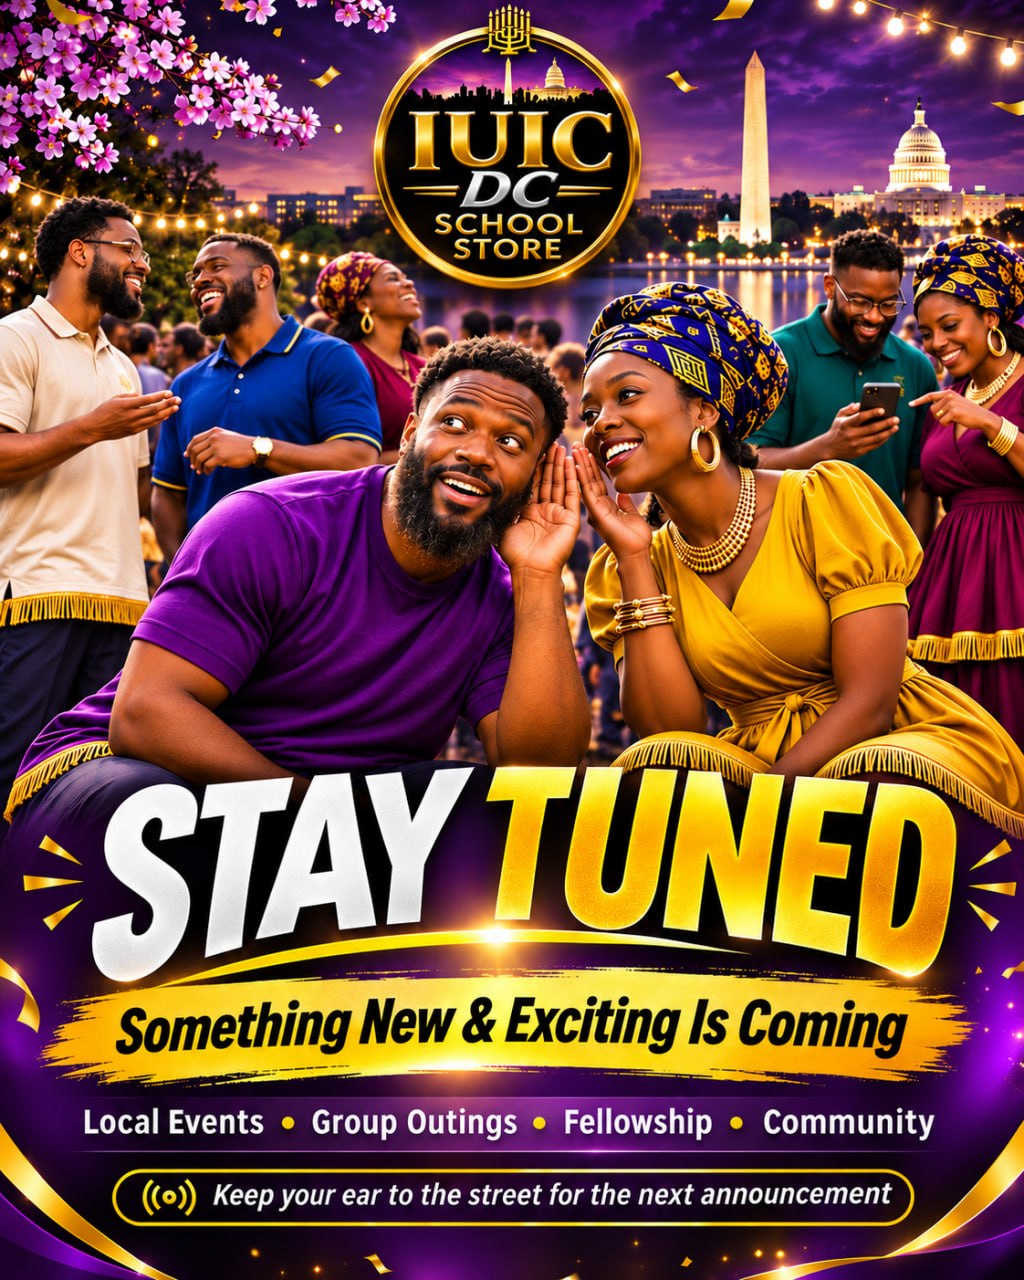 IUIC
DC
SCHOOL
STORE
STAY TUNED
Something New & Exciting Is Coming
Local Events • Group Outings • Fellowship • Community
Keep your ear to the street for the next announcement